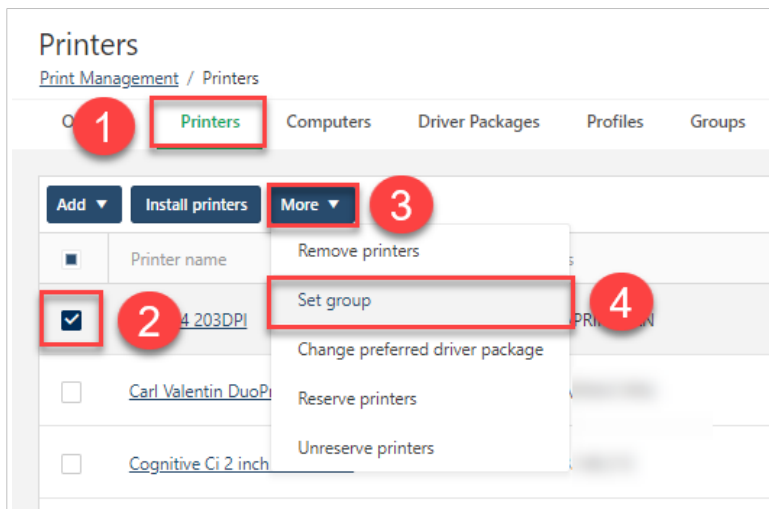 Printers
Print Management / Printers
1 Printers Computers Driver Packages Profiles Groups
Add ▼ Install printers More ▼ 3
Printer name
Remove printers
2 4 203DPI
Set group 4
Change preferred driver package
Carl Valentin
Reserve printers
Cognitive Ci 2 inch
Unreserve printers